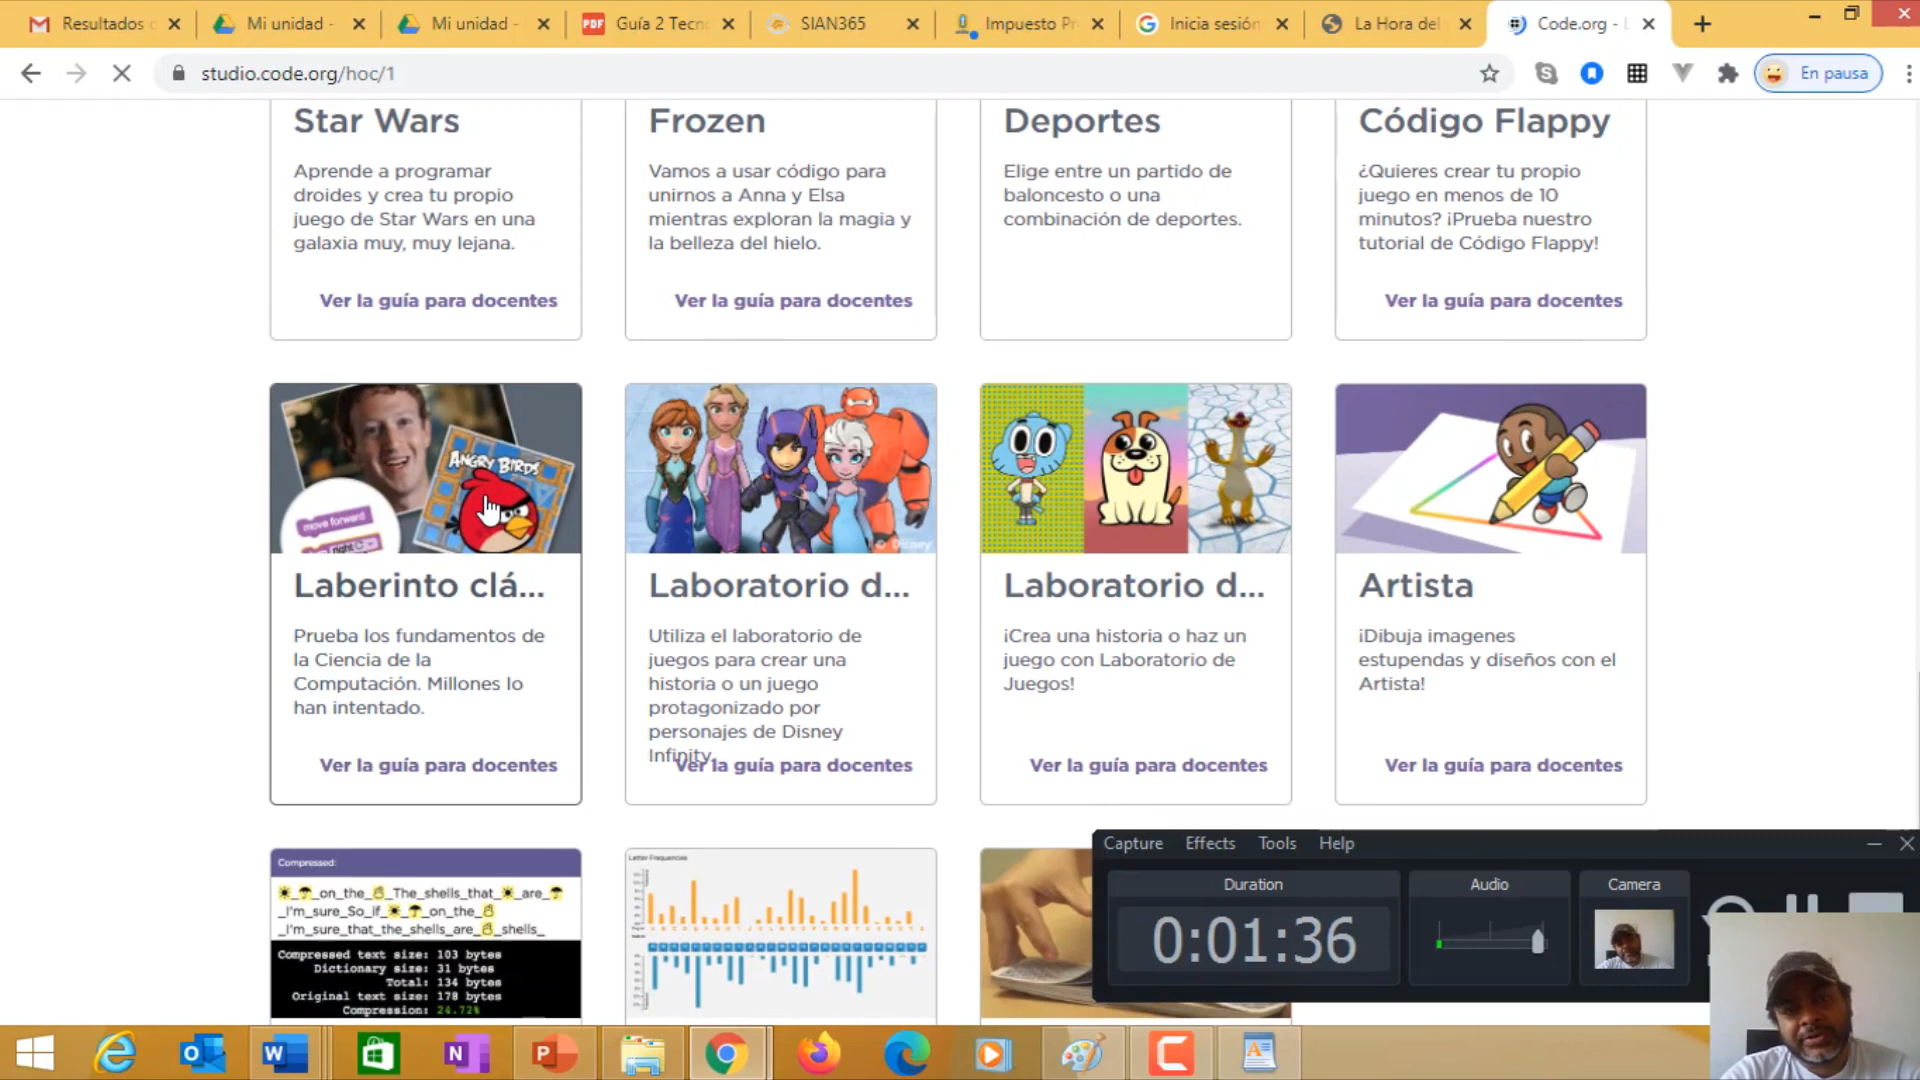 Resultados
Mi unidad -
Mi unidad -
PDF
Guía 2 Tecn
SIAN365
Impuesto Pr
Inicia sesión
La Hora del
Code.org -
studio.code.org/hoc/1
En pausa
Star Wars
Aprende a programar
droides y crea tu propio
juego de Star Wars en una
galaxia muy, muy lejana.
Ver la guía para docentes
Frozen
Vamos a usar código para
unirnos a Anna y Elsa
mientras exploran la magia y
la belleza del hielo.
Ver la guía para docentes
Deportes
Elige entre un partido de
baloncesto o una
combinación de deportes.
Código Flappy
¿Quieres crear tu propio
juego en menos de 10
minutos? ¡Prueba nuestro
tutorial de Código Flappy!
Ver la guía para docentes
move forward
right
ANGRY BIRDS
Laberinto clá...
Prueba los fundamentos de
la Ciencia de la
Computación. Millones lo
han intentado.
Ver la guía para docentes
© Disney
Laboratorio d...
Utiliza el laboratorio de
juegos para crear una
historia o un juego
protagonizado por
personajes de Disney
Infinity.
Ver la guía para docentes
Laboratorio d...
¡Crea una historia o haz un
juego con Laboratorio de
Juegos!
Ver la guía para docentes
Artista
¡Dibuja imagenes
estupendas y diseños con el
Artista!
Ver la guía para docentes
Compressed:
_on_the_ _The_shells_that_ _are_
_I'm_sure_So_if_ _on_the_
_I'm_sure_that_the_shells_are_ _shells_
Compressed text size: 103 bytes
Dictionary size: 31 bytes
Total: 134 bytes
Original text size: 178 bytes
Compression: 24.72%
Letter Frequencies
Capture Effects Tools Help
Duration
0:01:36
Audio
Camera